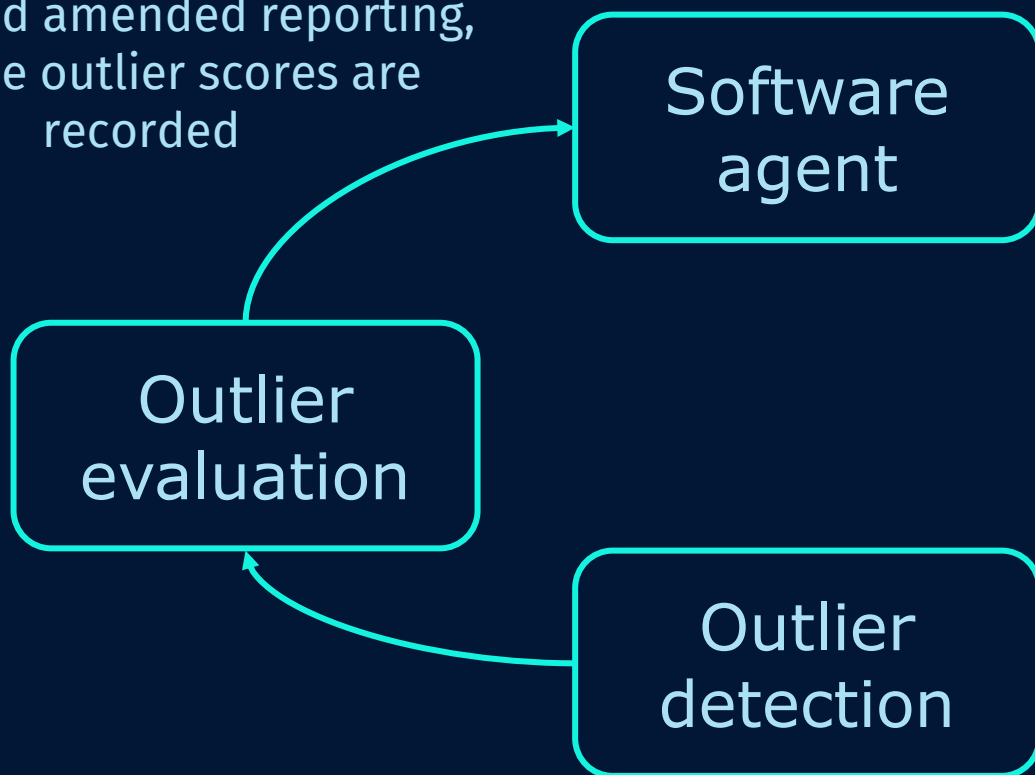 d amended reporting,
e outlier scores are
recorded
Software
agent
Outlier
evaluation
Outlier
detection